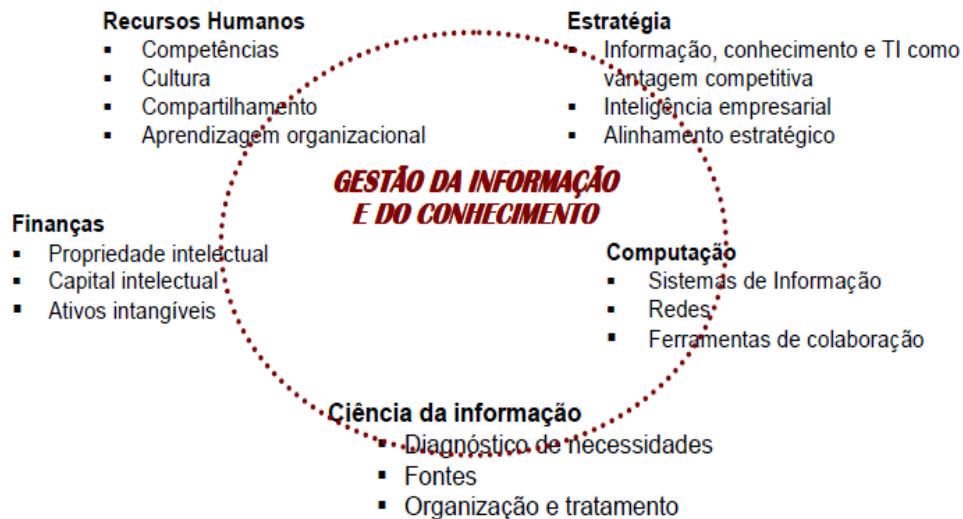 Recursos Humanos
▪ Competências
▪ Cultura
▪ Compartilhamento
▪ Aprendizagem organizacional
Estratégia
▪ Informação, conhecimento e TI como
vantagem competitiva
▪ Inteligência empresarial
▪ Alinhamento estratégico
GESTÃO DA INFORMAÇÃO
E DO CONHECIMENTO
Finanças
▪ Propriedade intelectual
▪ Capital intelectual
▪ Ativos intangíveis
Computação
▪ Sistemas de Informação
▪ Redes
▪ Ferramentas de colaboração
Ciência da informação
▪ Diagnóstico de necessidades
▪ Fontes
▪ Organização e tratamento